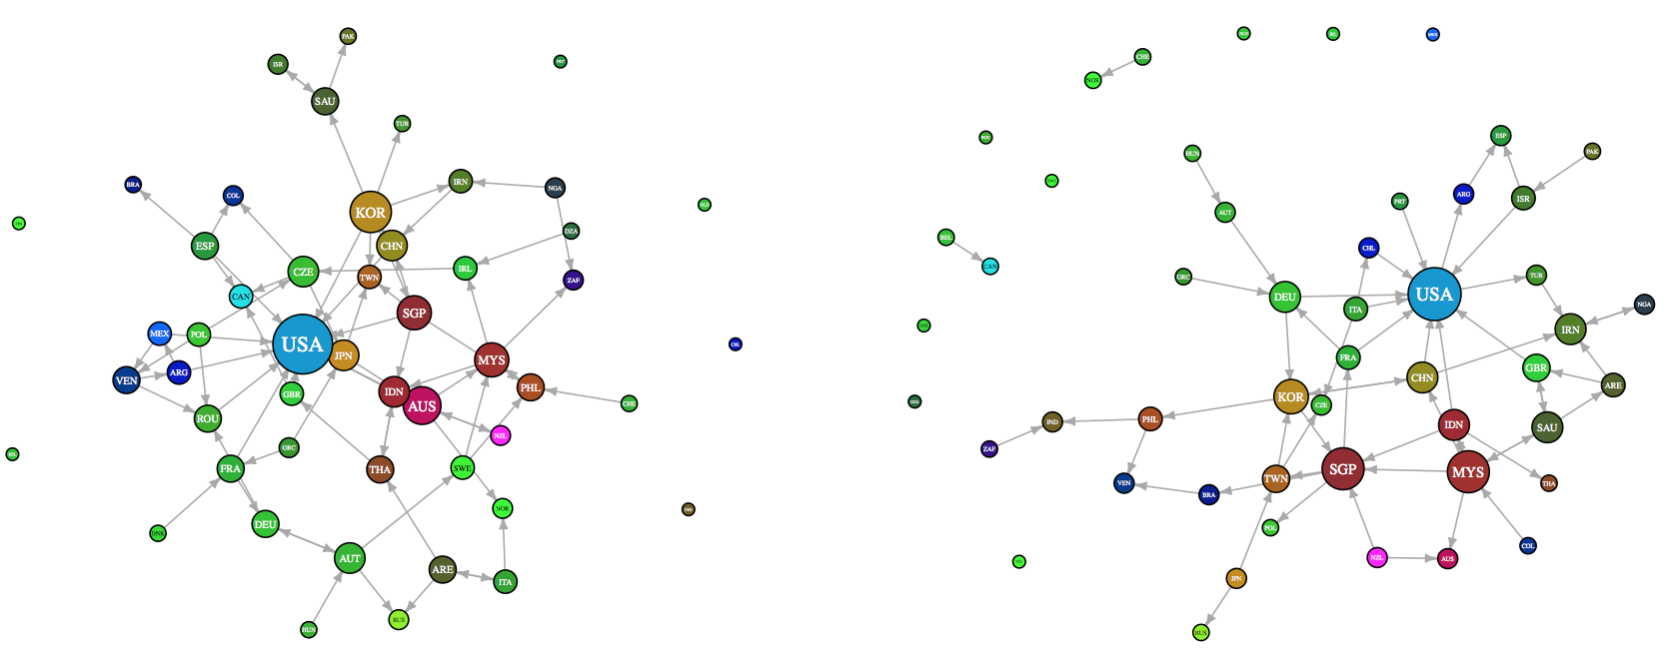 PAK
ISR
SAU
TUR
BRA
COL
IRN
NGA
KOR
DZA
ESP
CHN
CZE
TWN
IRL
ZAF
CAN
SGP
MEX
POL
USA
JPN
MYS
VEN
ARG
GBR
IDN
AUS
PHL
CHE
ROU
NZL
GRC
FRA
THA
SWE
NOR
DEU
DNK
AUT
ARE
ITA
RUS
HUN
CHE
NOR
ESP
PAK
HUN
ARG
ISR
PRT
AUT
BEL
CHL
CAN
GRC
TUR
DEU
USA
ITA
NGA
IRN
FRA
GBR
CHN
ARE
KOR
CZE
PHL
IND
IDN
SAU
ZAF
SGP
MYS
TWN
VEN
THA
BRA
POL
COL
NZL
AUS
JPN
RUS